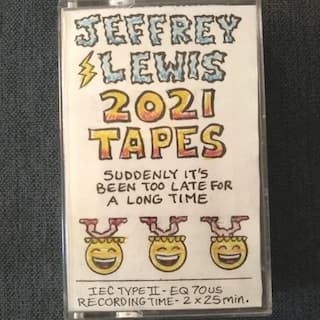 JEFFREY
LEWIS
2021
TAPES
SUDDENLY IT'S
BEEN TOO LATE FOR
A LONG TIME
IEC TYPE II - EQ 70US
RECORDING TIME - 2 x 25 min.